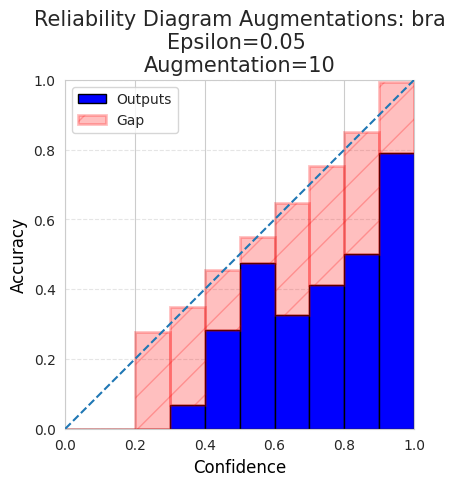 Reliability Diagram Augmentations: bra
Epsilon=0.05
Augmentation=10
1.0
Outputs
Gap
0.8
0.6
Accuracy
0.4
0.2
0.0
0.0 0.2 0.4 0.6 0.8 1.0
Confidence